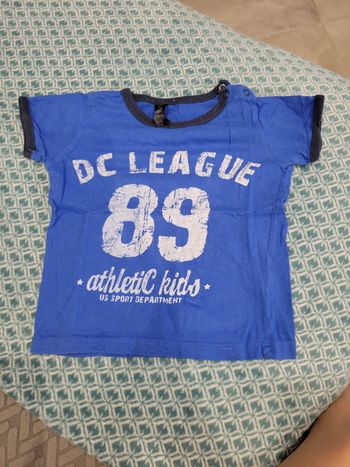 DC LEAGUE
89
athletiC kids
US SPORT DEPARTMENT